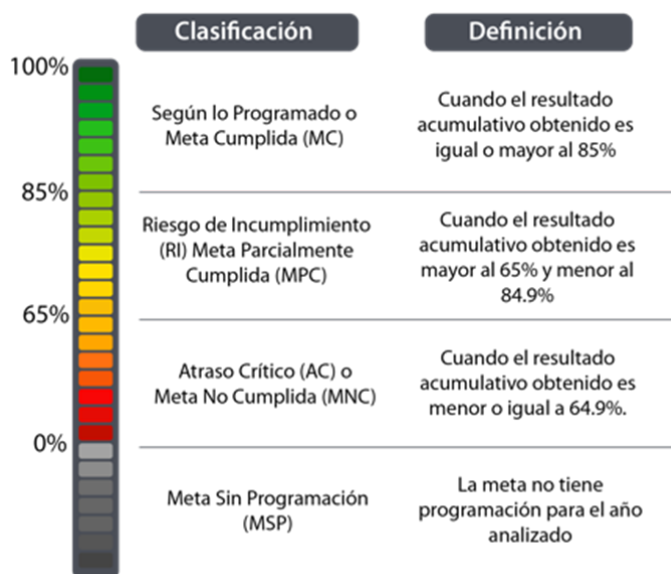 Clasificación
Definición
100%
Según lo Programado o
Meta Cumplida (MC)
Cuando el resultado
acumulativo obtenido es
igual o mayor al 85%
85%
Riesgo de Incumplimiento
(RI) Meta Parcialmente
Cumplida (MPC)
Cuando el resultado
acumulativo obtenido es
mayor al 65% y menor al
84.9%
65%
Atraso Crítico (AC) o
Meta No Cumplida (MNC)
Cuando el resultado
acumulativo obtenido es
menor o igual a 64.9%.
0%
Meta Sin Programación
(MSP)
La meta no tiene
programación para el año
analizado